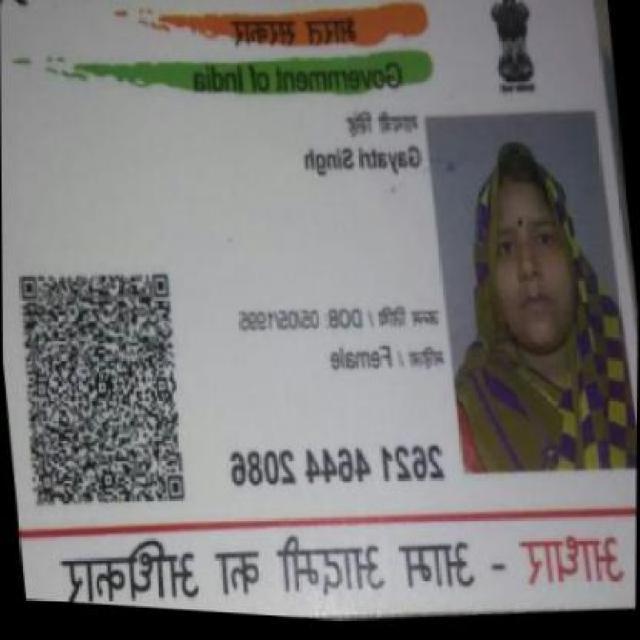 भारत सरकार
Government of India
गायत्री सिंह
Gayatri Singh
जन्म तिथि / DOB: 05/05/1995
महिला / Female
2621 4644 2086
आधार - आम आदमी का अधिकार